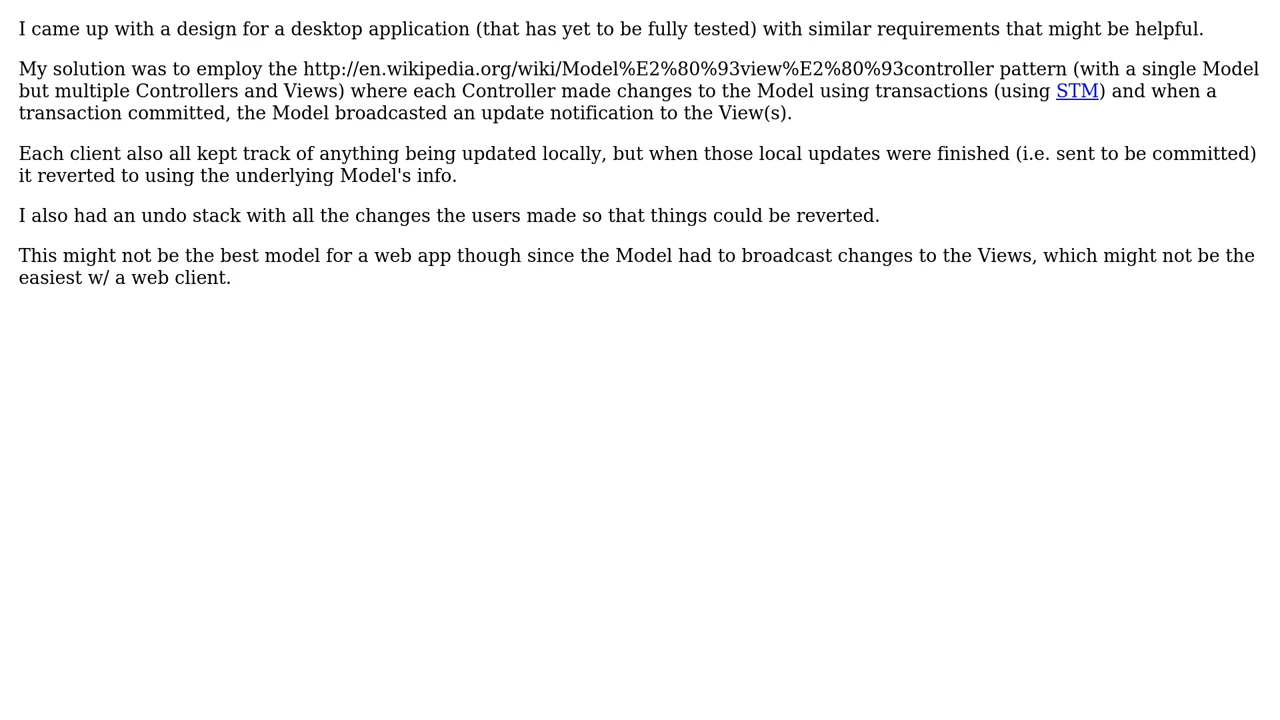 I came up with a design for a desktop application (that has yet to be fully tested) with similar requirements that might be helpful.
My solution was to employ the http://en.wikipedia.org/wiki/Model%E2%80%93view%E2%80%93controller pattern (with a single Model
but multiple Controllers and Views) where each Controller made changes to the Model using transactions (using STM) and when a
transaction committed, the Model broadcasted an update notification to the View(s).
Each client also all kept track of anything being updated locally, but when those local updates were finished (i.e. sent to be committed)
it reverted to using the underlying Model's info.
I also had an undo stack with all the changes the users made so that things could be reverted.
This might not be the best model for a web app though since the Model had to broadcast changes to the Views, which might not be the
easiest w/ a web client.